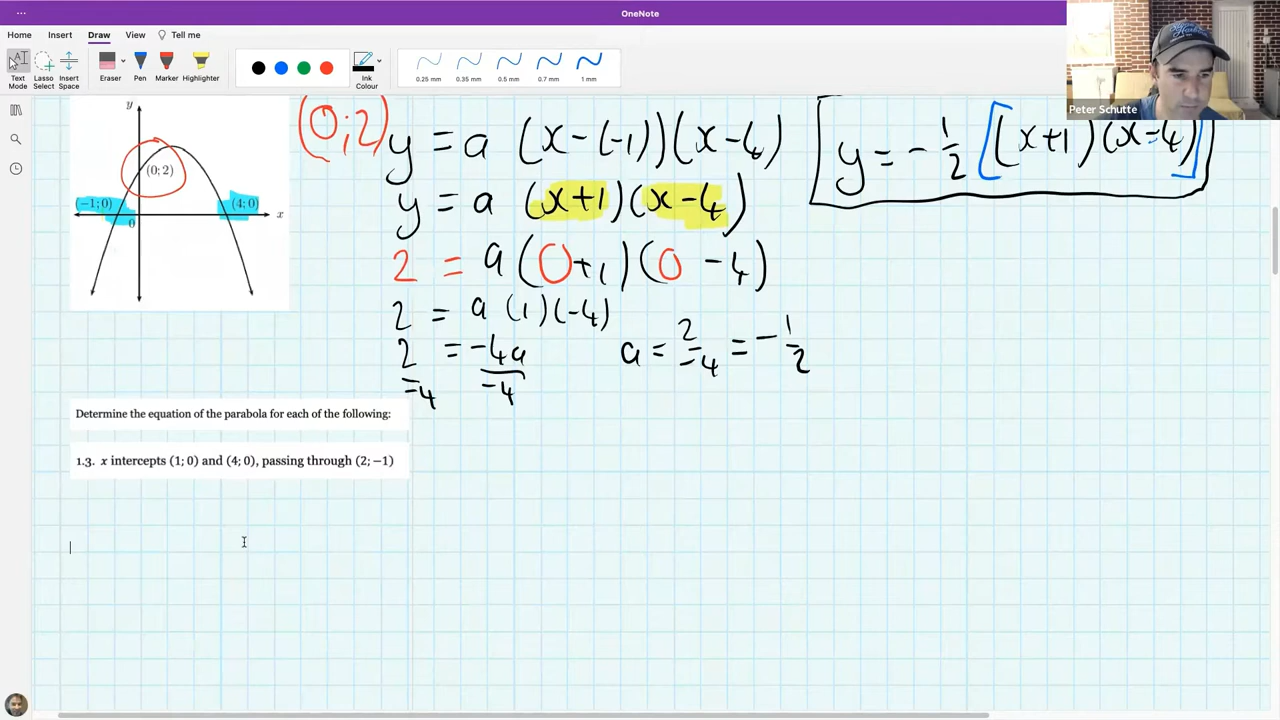 OneNote
Home Insert Draw View Tell me
Text Mode Lasso Select Insert Space Eraser Pen Marker Highlighter Ink Colour 0.25 mm 0.35 mm 0.5 mm 0.7 mm 1 mm
Peter Schutte
y
(0; 2)
(−1; 0)
(4; 0)
x
0
(0;2)
y = a (x-(-1))(x-4)
y = a (x+1)(x-4)
2 = a(0+1)(0-4)
2 = a (1)(-4)
2/-4 = -4a/-4
a = 2/-4 = -1/2
y = -1/2 [(x+1)(x-4)]
Determine the equation of the parabola for each of the following:
1.3. x intercepts (1; 0) and (4; 0), passing through (2; −1)